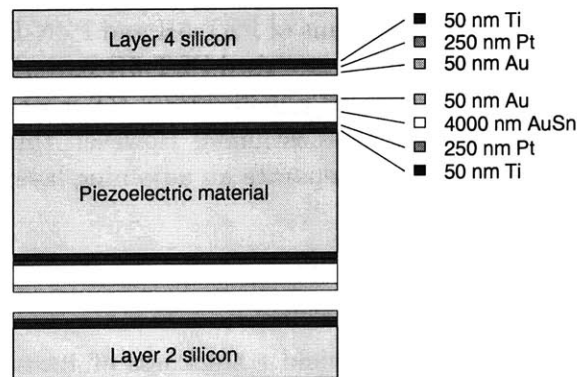 Layer 4 silicon
50 nm Ti
250 nm Pt
50 nm Au
50 nm Au
4000 nm AuSn
250 nm Pt
50 nm Ti
Piezoelectric material
Layer 2 silicon